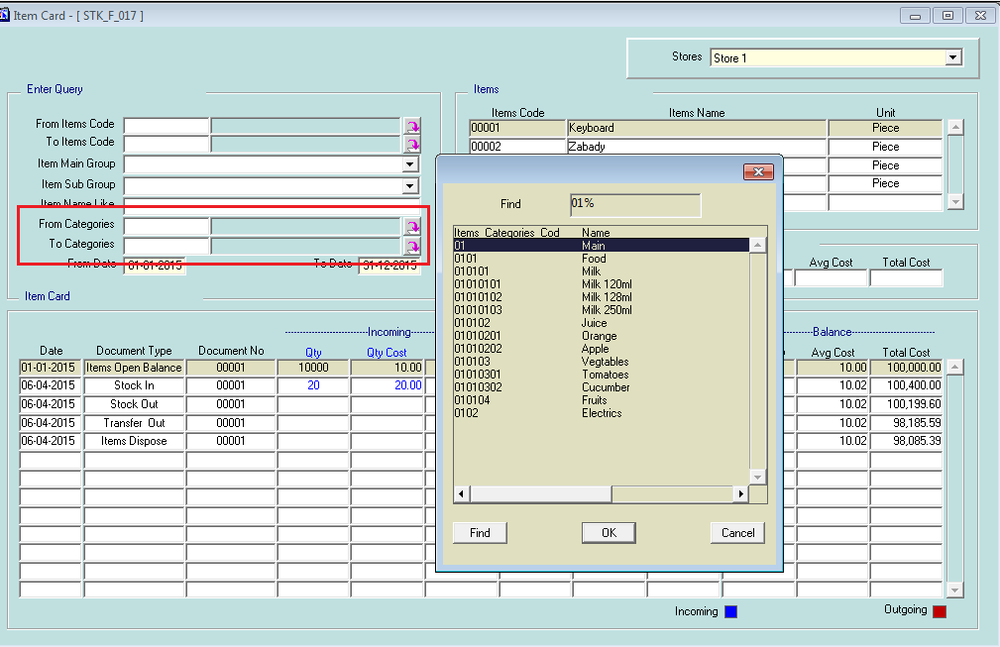 Item Card - [ STK_F_017 ]
Stores Store 1
Enter Query
Items
From Items Code
To Items Code
Item Main Group
Item Sub Group
Item Name Like
From Categories
To Categories
From Date 01-01-2015 To Date 31-12-2015
Items Code Items Name Unit
00001 Keyboard Piece
00002 Zabady Piece
Piece
Piece
Avg Cost Total Cost
Find 01%
Items Categories Cod Name
01 Main
0101 Food
010101 Milk
01010101 Milk 120ml
01010102 Milk 128ml
01010103 Milk 250ml
010102 Juice
01010201 Orange
01010202 Apple
010103 Vegtables
01010301 Tomatoes
01010302 Cucumber
010104 Fruits
0102 Electrics
Find OK Cancel
Item Card
Incoming Balance
Date Document Type Document No Qty Qty Cost Avg Cost Total Cost
01-01-2015 Items Open Balance 00001 10000 10.00 10.00 100,000.00
06-04-2015 Stock In 00001 20 20.00 10.02 100,400.00
06-04-2015 Stock Out 00001 10.02 100,199.60
06-04-2015 Transfer Out 00001 10.02 98,185.59
06-04-2015 Items Dispose 00001 10.02 98,085.39
Incoming Outgoing